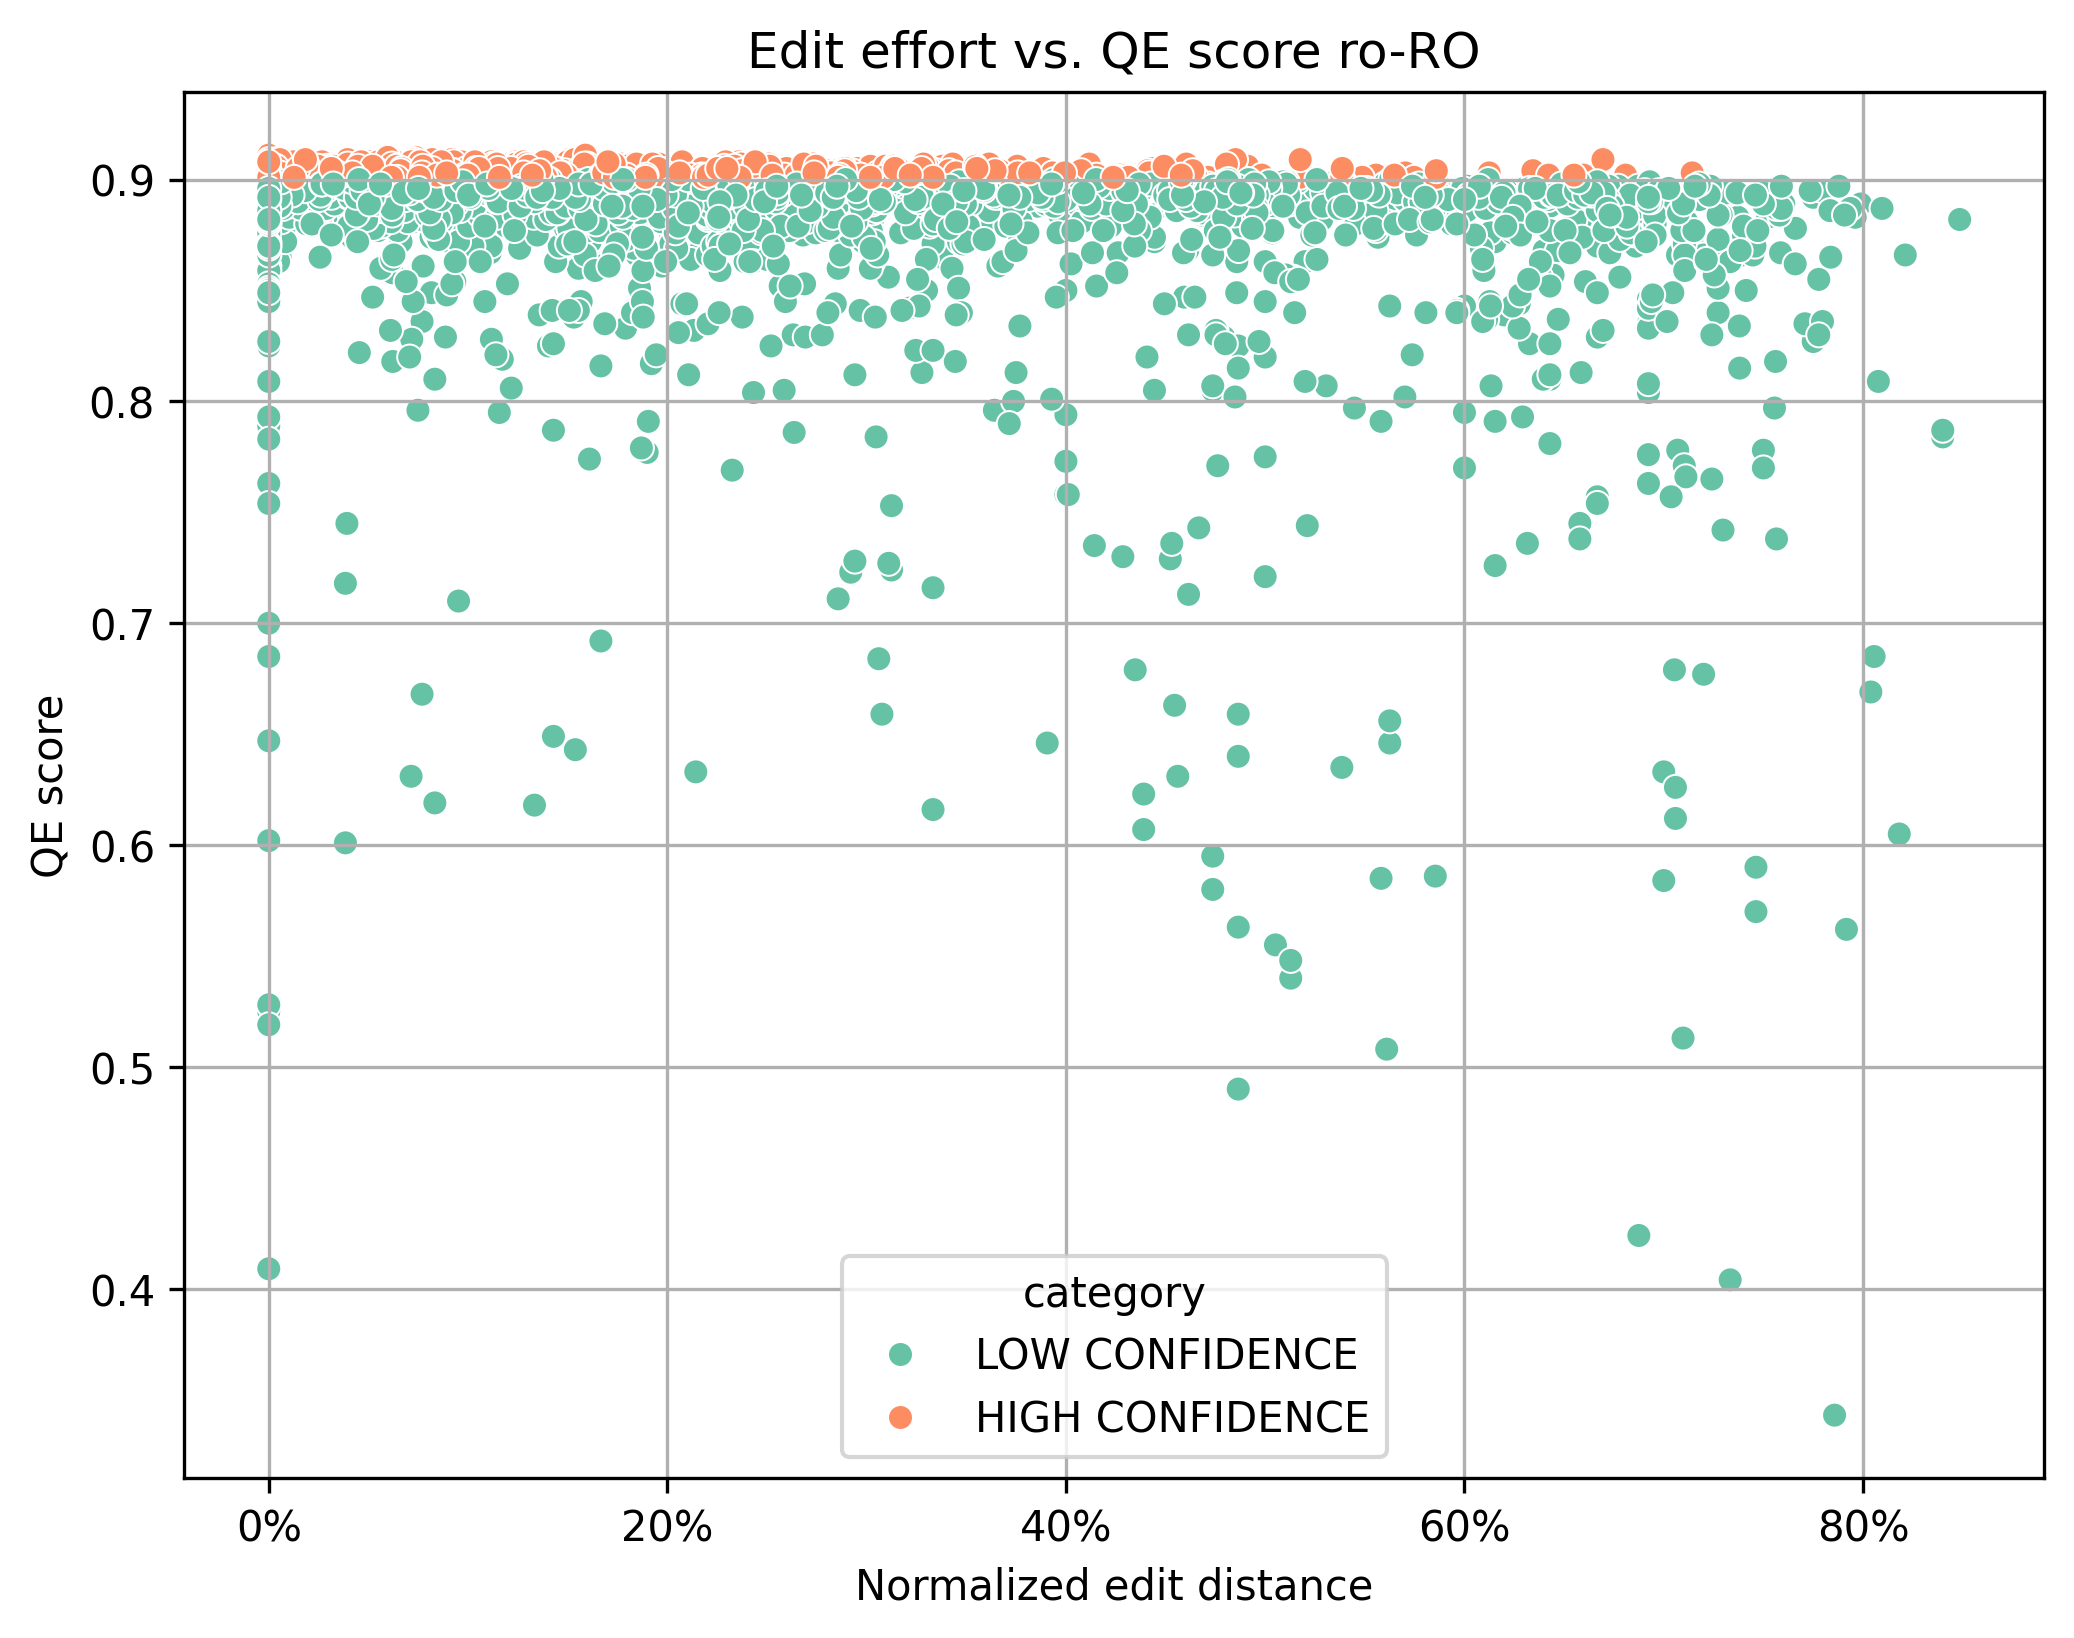 Edit effort vs. QE score ro-RO
QE score
0.9
0.8
0.7
0.6
0.5
0.4
category
LOW CONFIDENCE
HIGH CONFIDENCE
0%
20%
40%
60%
80%
Normalized edit distance